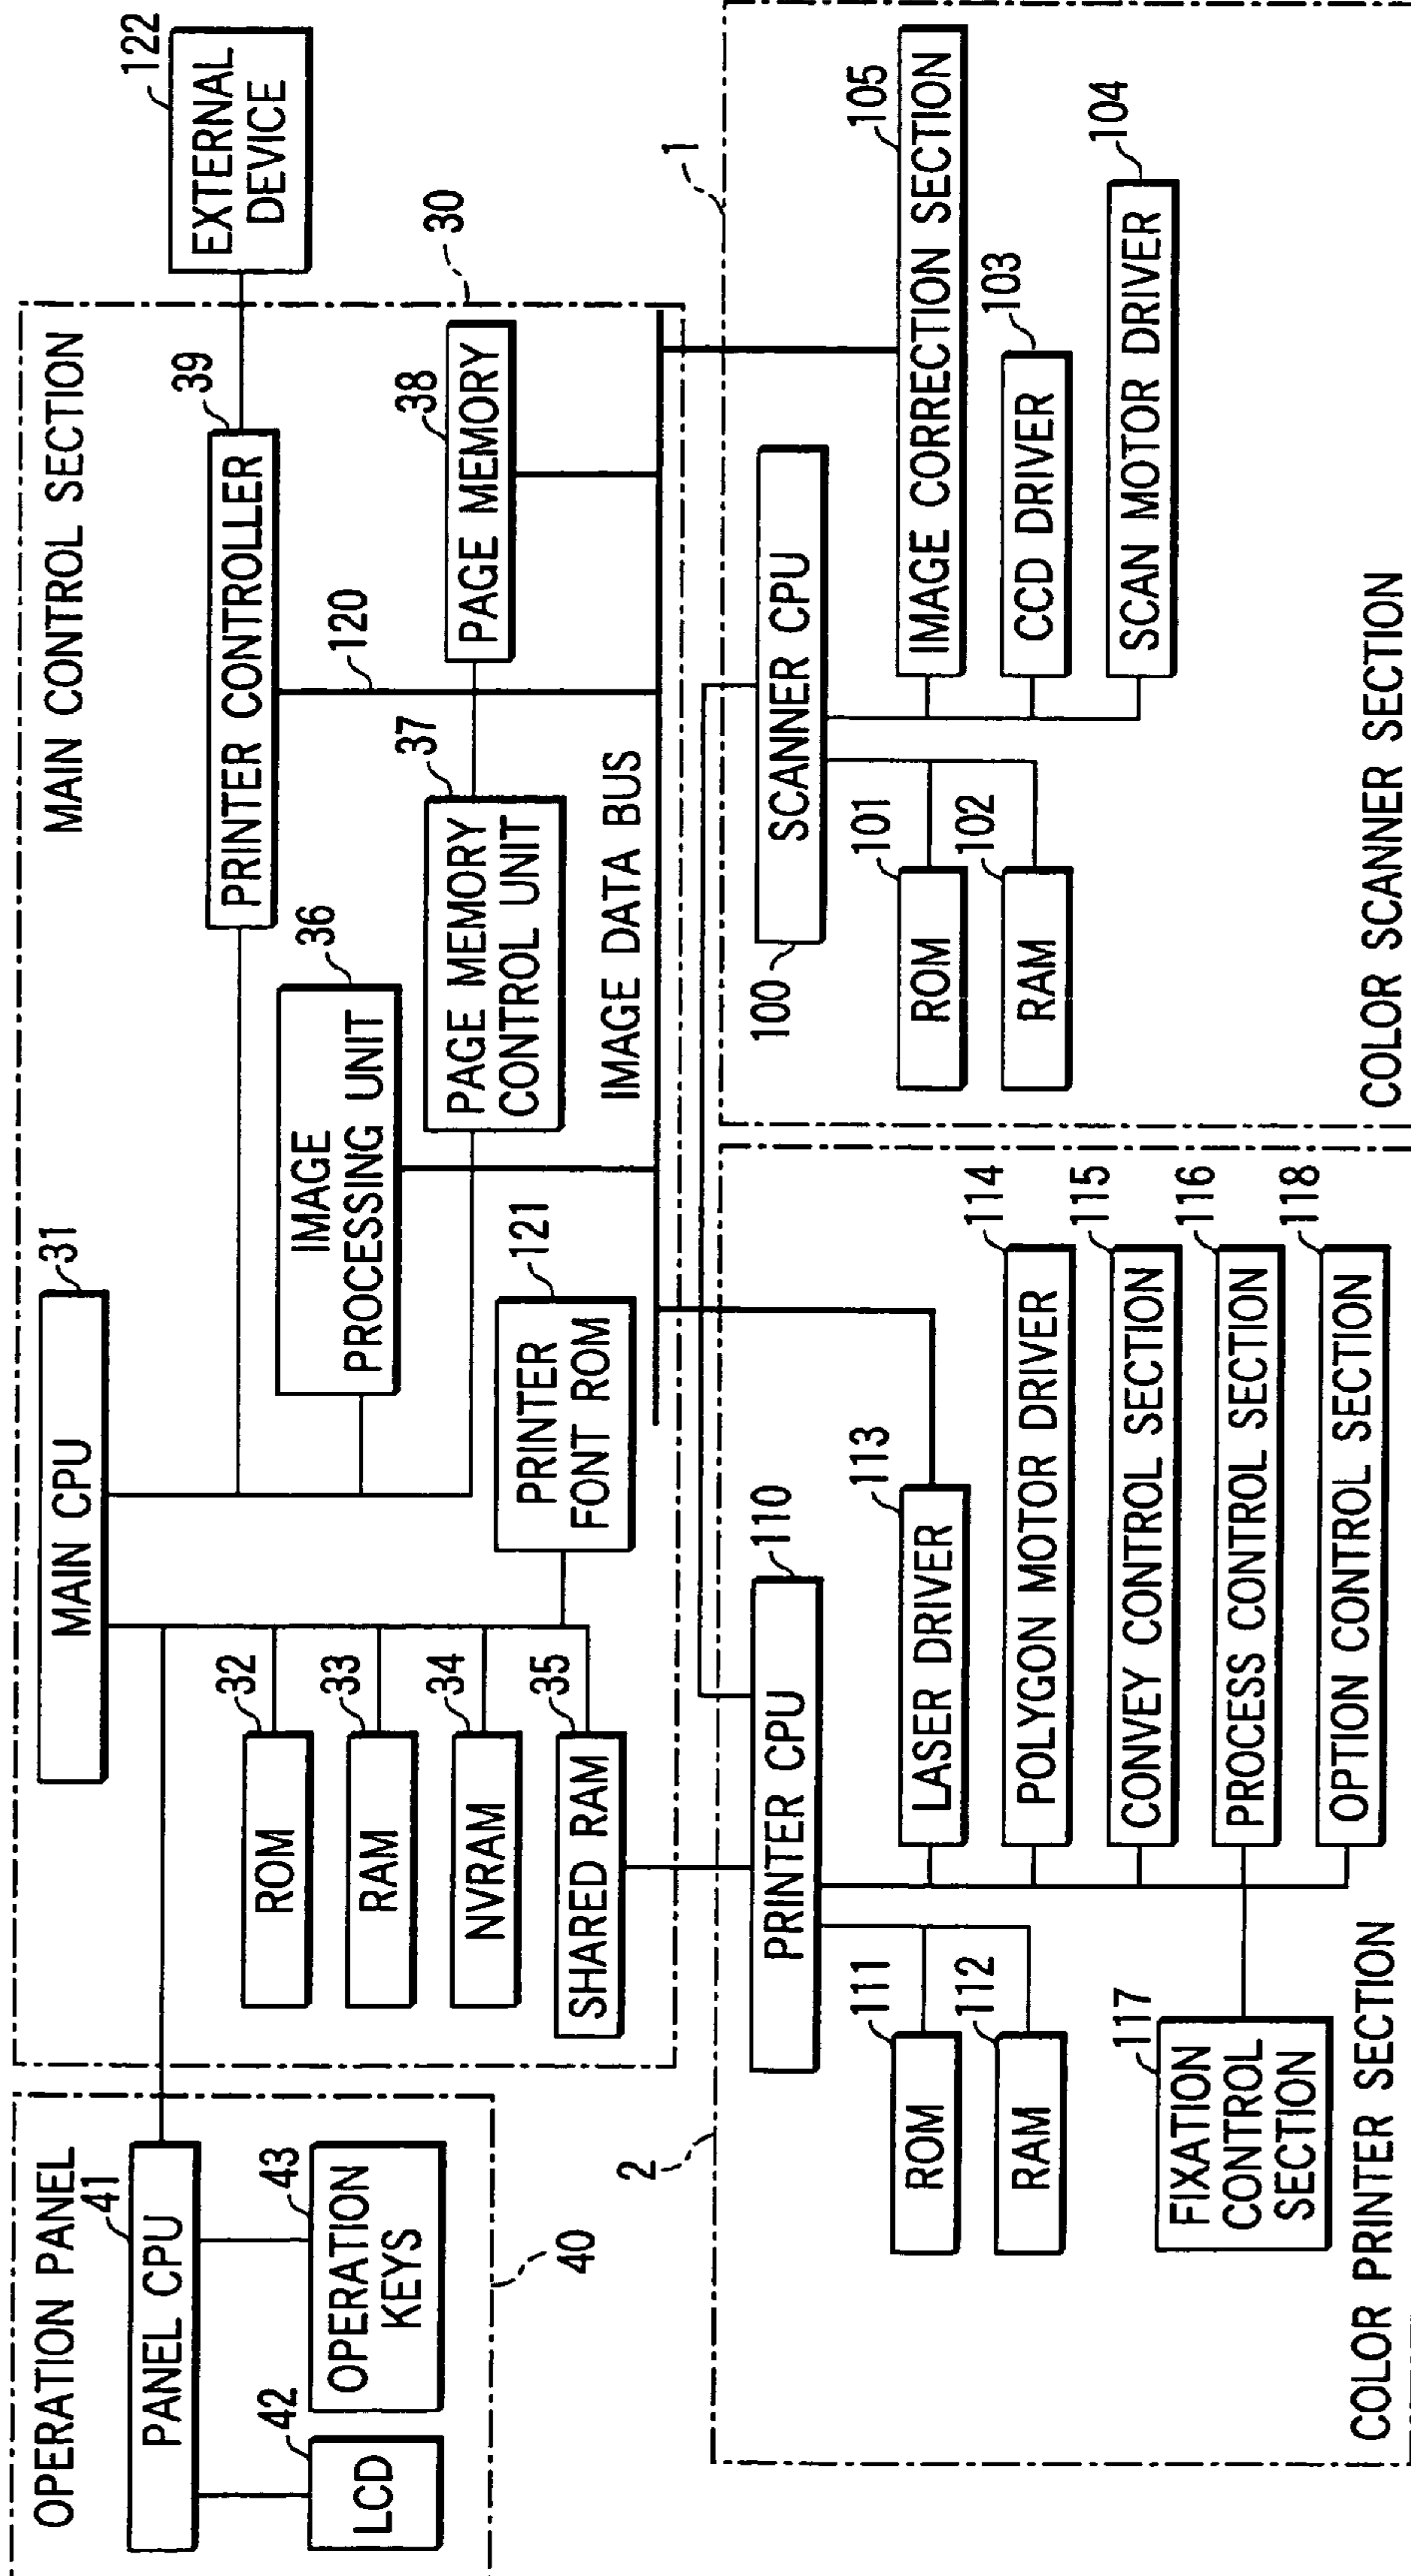 OPERATION PANEL
41
PANEL CPU
42
LCD
43
OPERATION
KEYS
40
MAIN CONTROL SECTION
30
31
MAIN CPU
32
ROM
33
RAM
34
NVRAM
35
SHARED RAM
121
PRINTER
FONT ROM
36
IMAGE
PROCESSING UNIT
37
PAGE MEMORY
CONTROL UNIT
38
PAGE MEMORY
39
PRINTER CONTROLLER
120
IMAGE DATA BUS
122
EXTERNAL
DEVICE
2
110
PRINTER CPU
111
ROM
112
RAM
117
FIXATION
CONTROL
SECTION
113
LASER DRIVER
114
POLYGON MOTOR DRIVER
115
CONVEY CONTROL SECTION
116
PROCESS CONTROL SECTION
118
OPTION CONTROL SECTION
COLOR PRINTER SECTION
1
100
SCANNER CPU
101
ROM
102
RAM
105
IMAGE CORRECTION SECTION
103
CCD DRIVER
104
SCAN MOTOR DRIVER
COLOR SCANNER SECTION